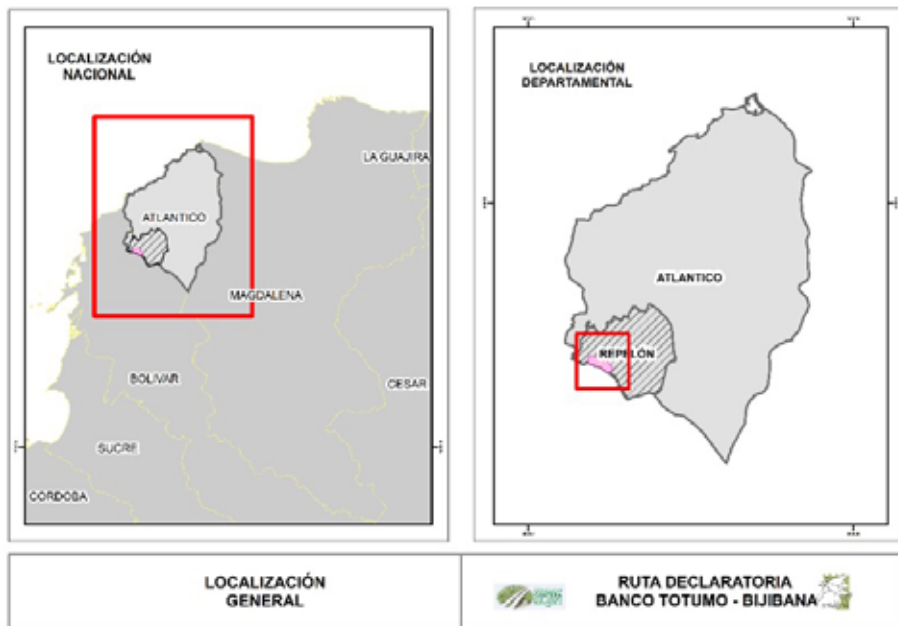 LOCALIZACIÓN
NACIONAL
LA GUAJIRA
ATLANTICO
MAGDALENA
BOLIVAR
CESAR
SUCRE
CORDOBA
LOCALIZACIÓN
DEPARTAMENTAL
ATLANTICO
REPELÓN
LOCALIZACIÓN
GENERAL
RUTA DECLARATORIA
BANCO TOTUMO - BIJIBANA